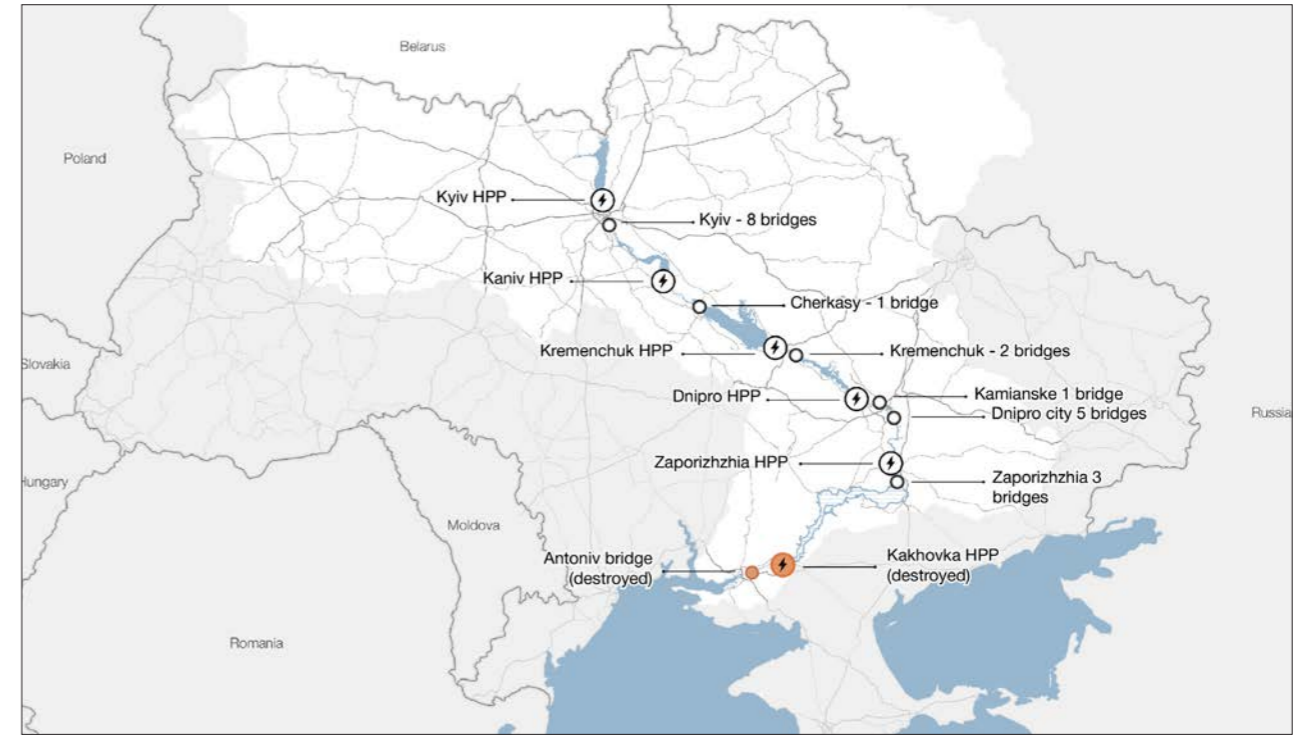 Belarus
Poland
Kyiv HPP
Kyiv - 8 bridges
Kaniv HPP
Cherkasy - 1 bridge
Kremenchuk HPP
Kremenchuk - 2 bridges
Slovakia
Dnipro HPP
Kamianske 1 bridge
Dnipro city 5 bridges
Russia
Zaporizhzhia HPP
Zaporizhzhia 3
bridges
Hungary
Moldova
Antoniv bridge
(destroyed)
Kakhovka HPP
(destroyed)
Romania